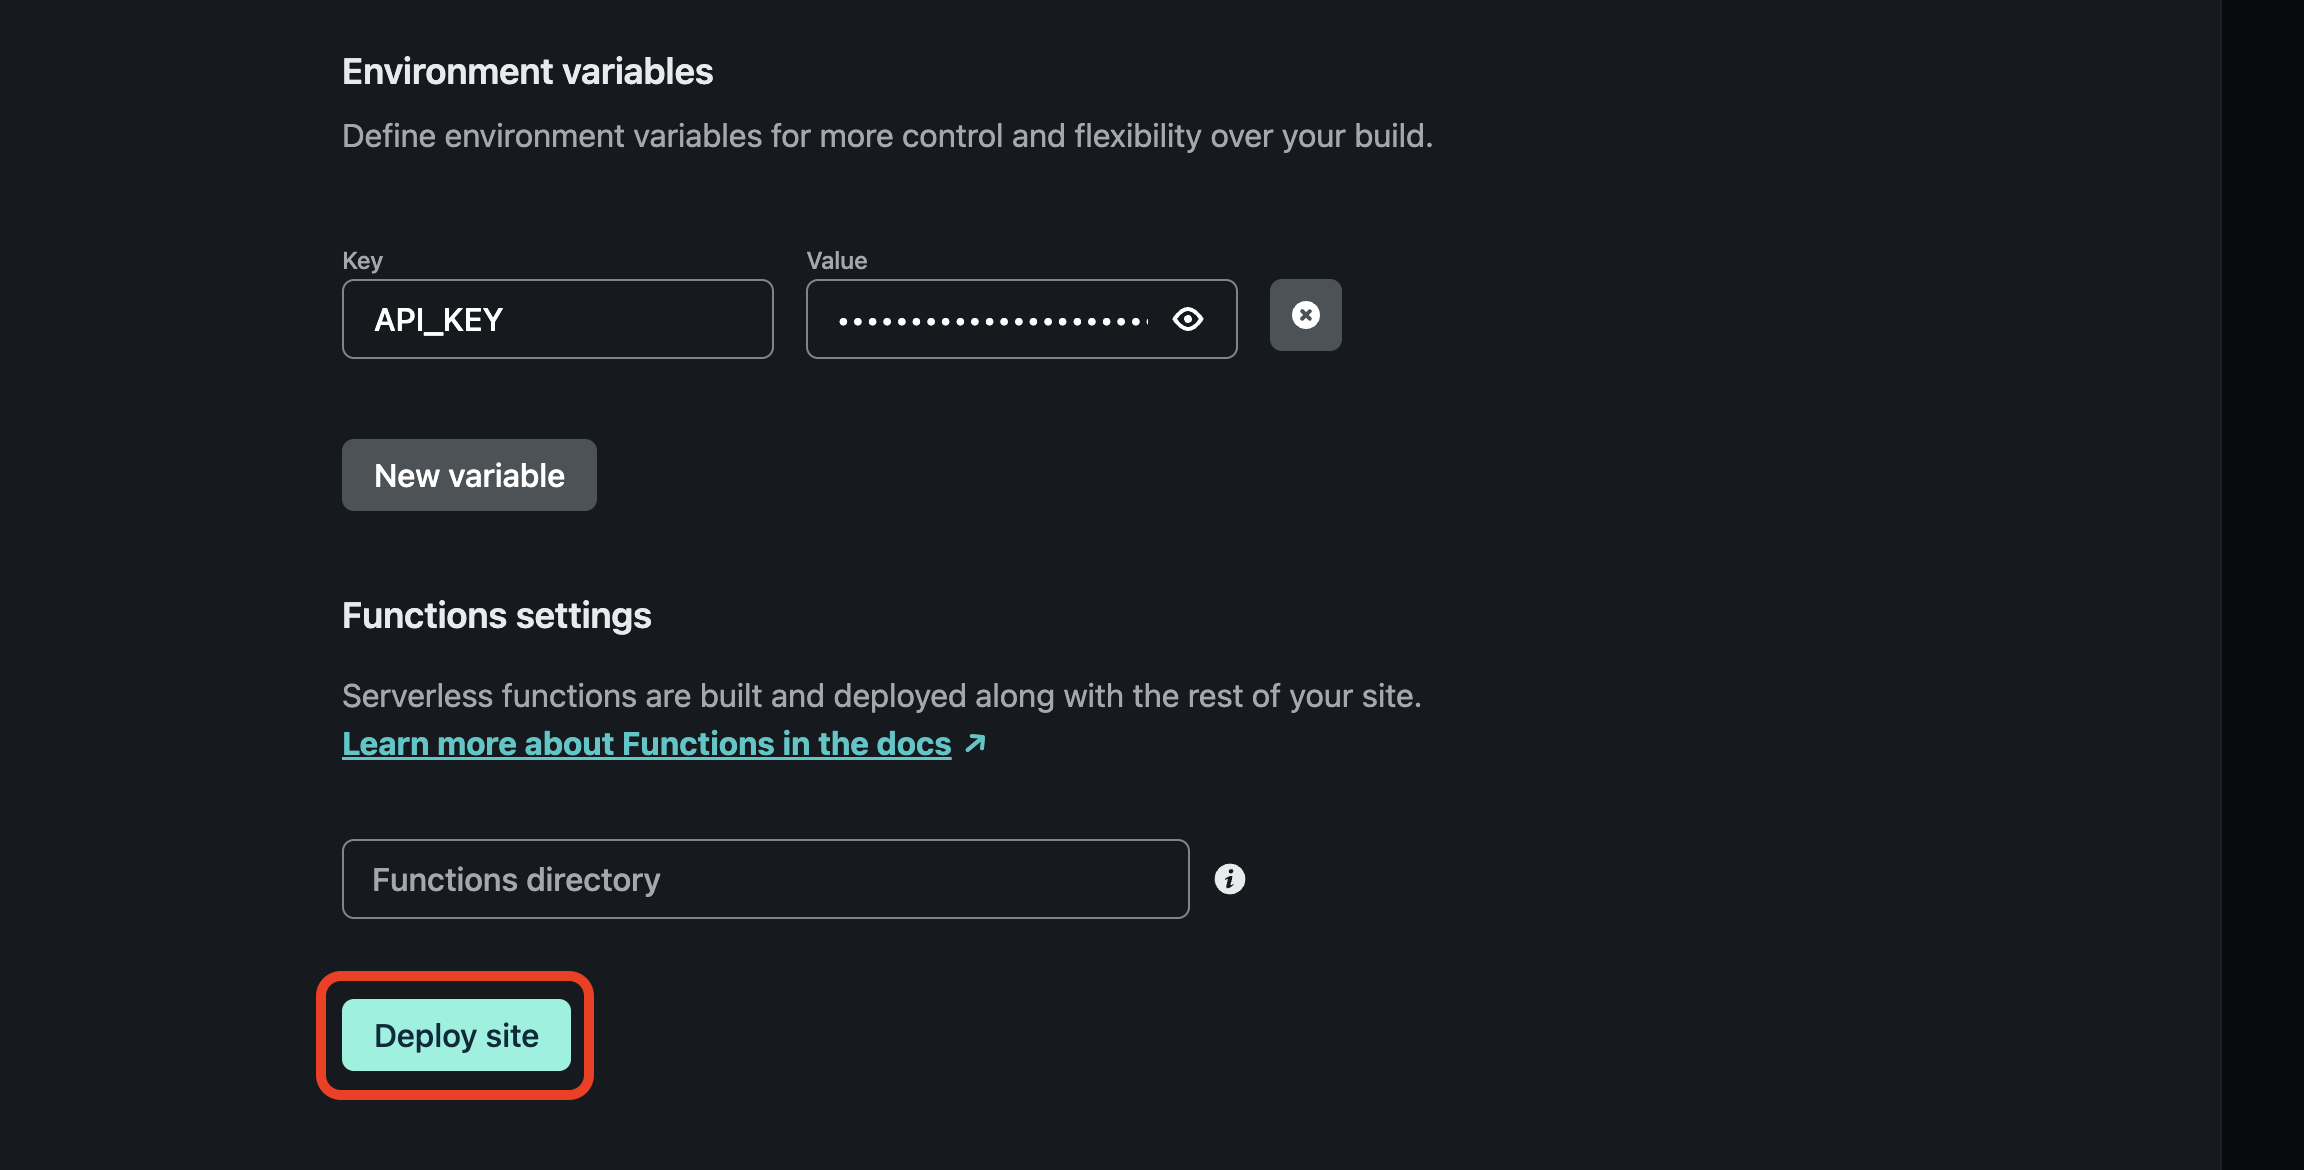 Environment variables
Define environment variables for more control and flexibility over your build.
Key
Value
API_KEY
New variable
Functions settings
Serverless functions are built and deployed along with the rest of your site.
Learn more about Functions in the docs
Functions directory
Deploy site